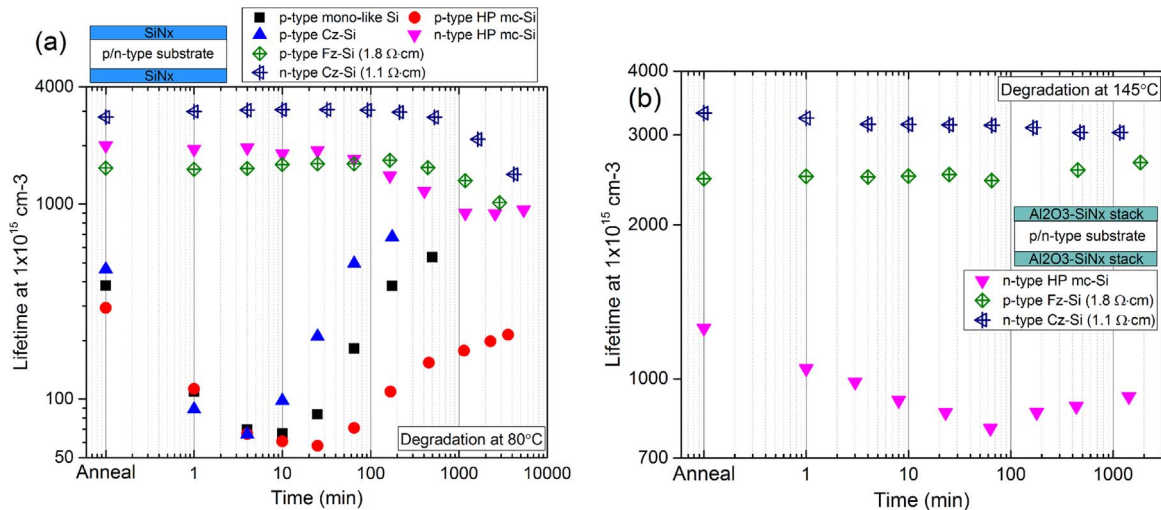 (a)
SiNx
p/n-type substrate
SiNx
p-type mono-like Si
p-type HP mc-Si
p-type Cz-Si
n-type HP mc-Si
p-type Fz-Si (1.8 Ω·cm)
n-type Cz-Si (1.1 Ω·cm)
Lifetime at 1x10¹⁵ cm-3
4000
1000
100
50
Degradation at 80°C
Anneal 1 10 100 1000 10000
Time (min)
(b)
Degradation at 145°C
Lifetime at 1x10¹⁵ cm-3
4000
3000
2000
1000
700
Al2O3-SiNx stack
p/n-type substrate
Al2O3-SiNx stack
n-type HP mc-Si
p-type Fz-Si (1.8 Ω·cm)
n-type Cz-Si (1.1 Ω·cm)
Anneal 1 10 100 1000
Time (min)